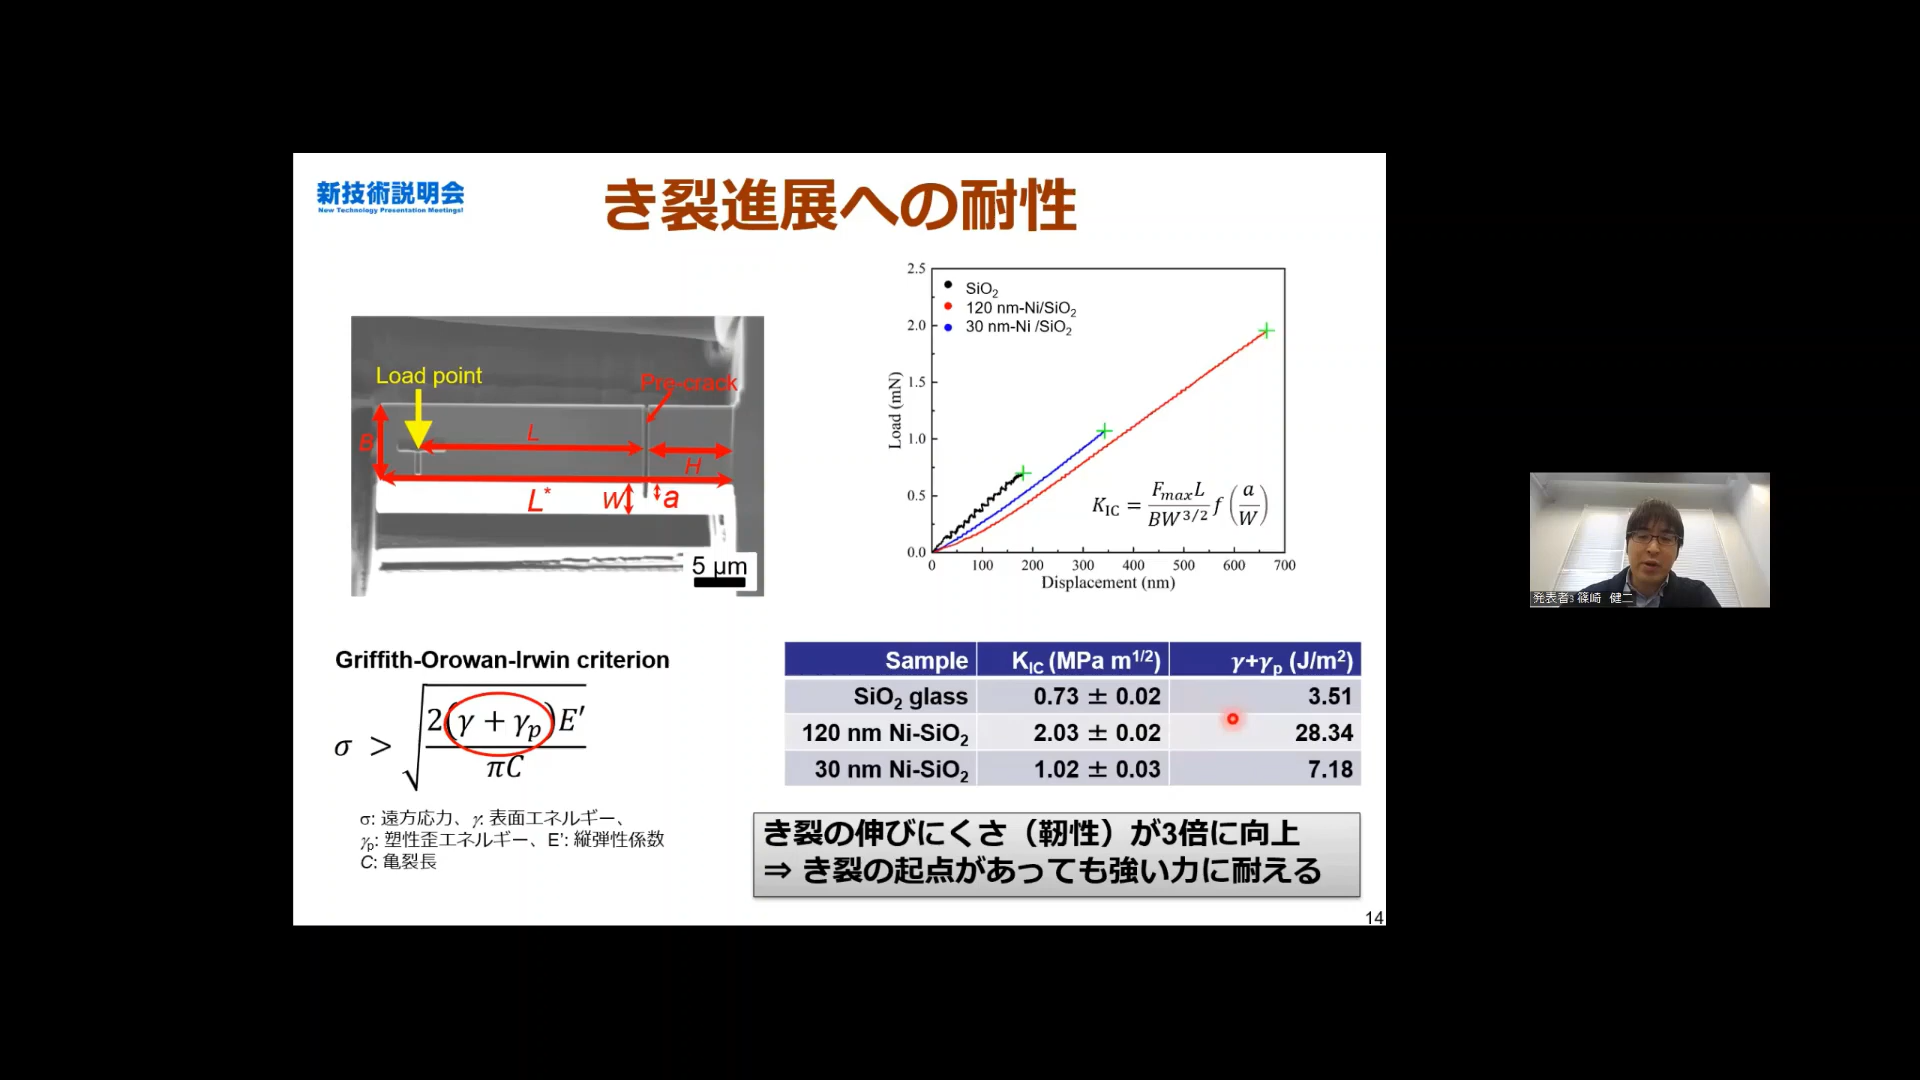 新技術説明会
New Technology Presentation Meetings!
き裂進展への耐性
Load point
Pre-crack
B
L
H
L*
W
a
5 μm
2.5
2.0
1.5
1.0
0.5
0.0
Load (mN)
SiO₂
120 nm-Ni/SiO₂
30 nm-Ni /SiO₂
K_IC = F_max L / BW^3/2 f (a/W)
0 100 200 300 400 500 600 700
Displacement (nm)
Griffith-Orowan-Irwin criterion
σ > √(2(γ + γ_p)E′ / πC)
σ: 遠方応力、γ: 表面エネルギー、
γp: 塑性歪エネルギー、E': 縦弾性係数
C: 亀裂長
Sample K_IC (MPa m^1/2) γ+γp (J/m²)
SiO₂ glass 0.73 ± 0.02 3.51
120 nm Ni-SiO₂ 2.03 ± 0.02 28.34
30 nm Ni-SiO₂ 1.02 ± 0.03 7.18
き裂の伸びにくさ（靭性）が3倍に向上
⇒ き裂の起点があっても強い力に耐える
14
発表者3 篠崎 健二